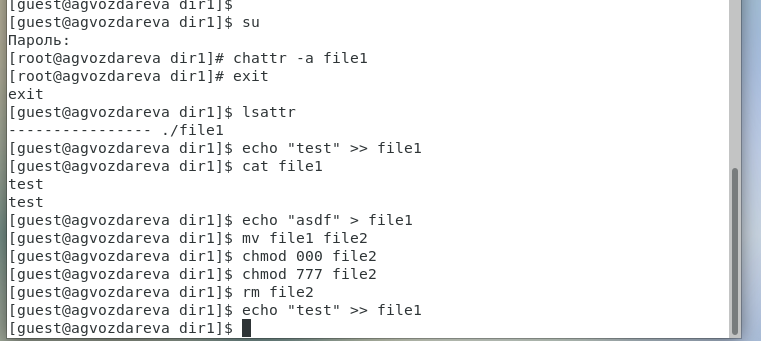 [guest@agvozdareva dir1]$
[guest@agvozdareva dir1]$ su
Пароль:
[root@agvozdareva dir1]# chattr -a file1
[root@agvozdareva dir1]# exit
exit
[guest@agvozdareva dir1]$ lsattr
---------------- ./file1
[guest@agvozdareva dir1]$ echo "test" >> file1
[guest@agvozdareva dir1]$ cat file1
test
test
[guest@agvozdareva dir1]$ echo "asdf" > file1
[guest@agvozdareva dir1]$ mv file1 file2
[guest@agvozdareva dir1]$ chmod 000 file2
[guest@agvozdareva dir1]$ chmod 777 file2
[guest@agvozdareva dir1]$ rm file2
[guest@agvozdareva dir1]$ echo "test" >> file1
[guest@agvozdareva dir1]$